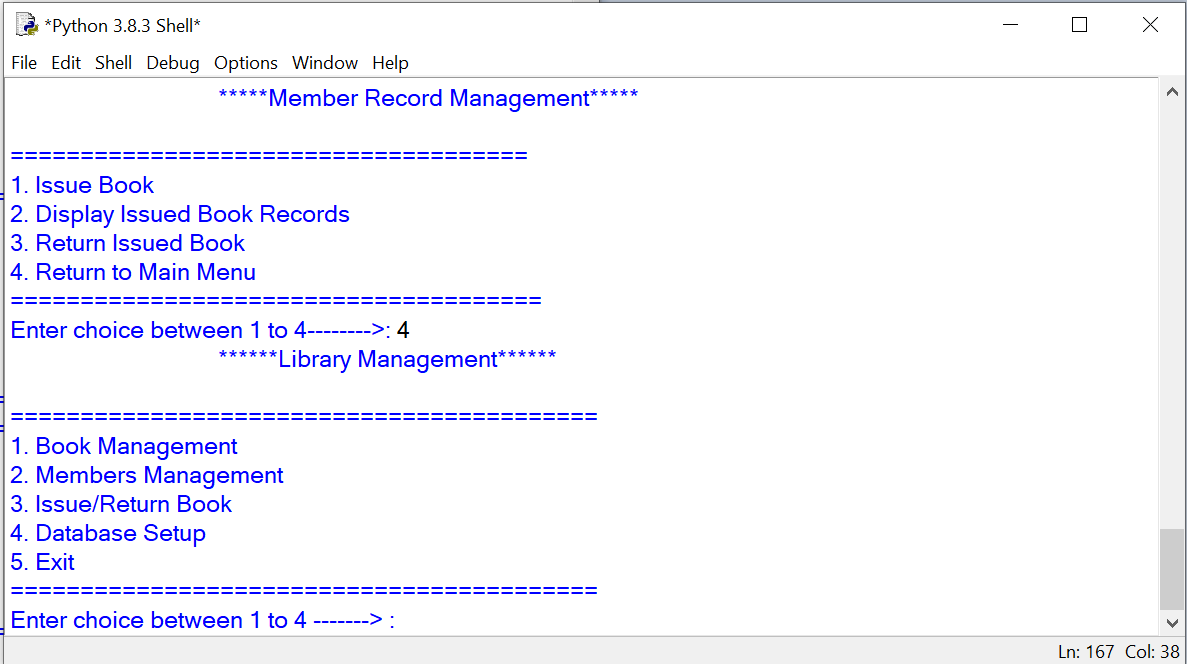 *Python 3.8.3 Shell*
File Edit Shell Debug Options Window Help
*****Member Record Management*****
=====================================
1. Issue Book
2. Display Issued Book Records
3. Return Issued Book
4. Return to Main Menu
======================================
Enter choice between 1 to 4-------->: 4
******Library Management******
==========================================
1. Book Management
2. Members Management
3. Issue/Return Book
4. Database Setup
5. Exit
==========================================
Enter choice between 1 to 4 -------> :
Ln: 167 Col: 38